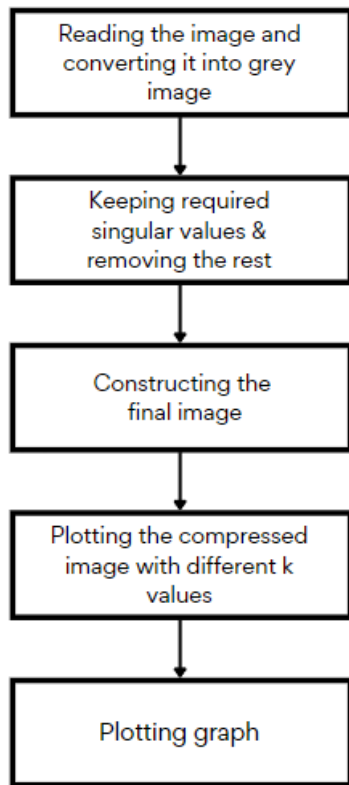 Reading the image and
converting it into grey
image
Keeping required
singular values &
removing the rest
Constructing the
final image
Plotting the compressed
image with different k
values
Plotting graph